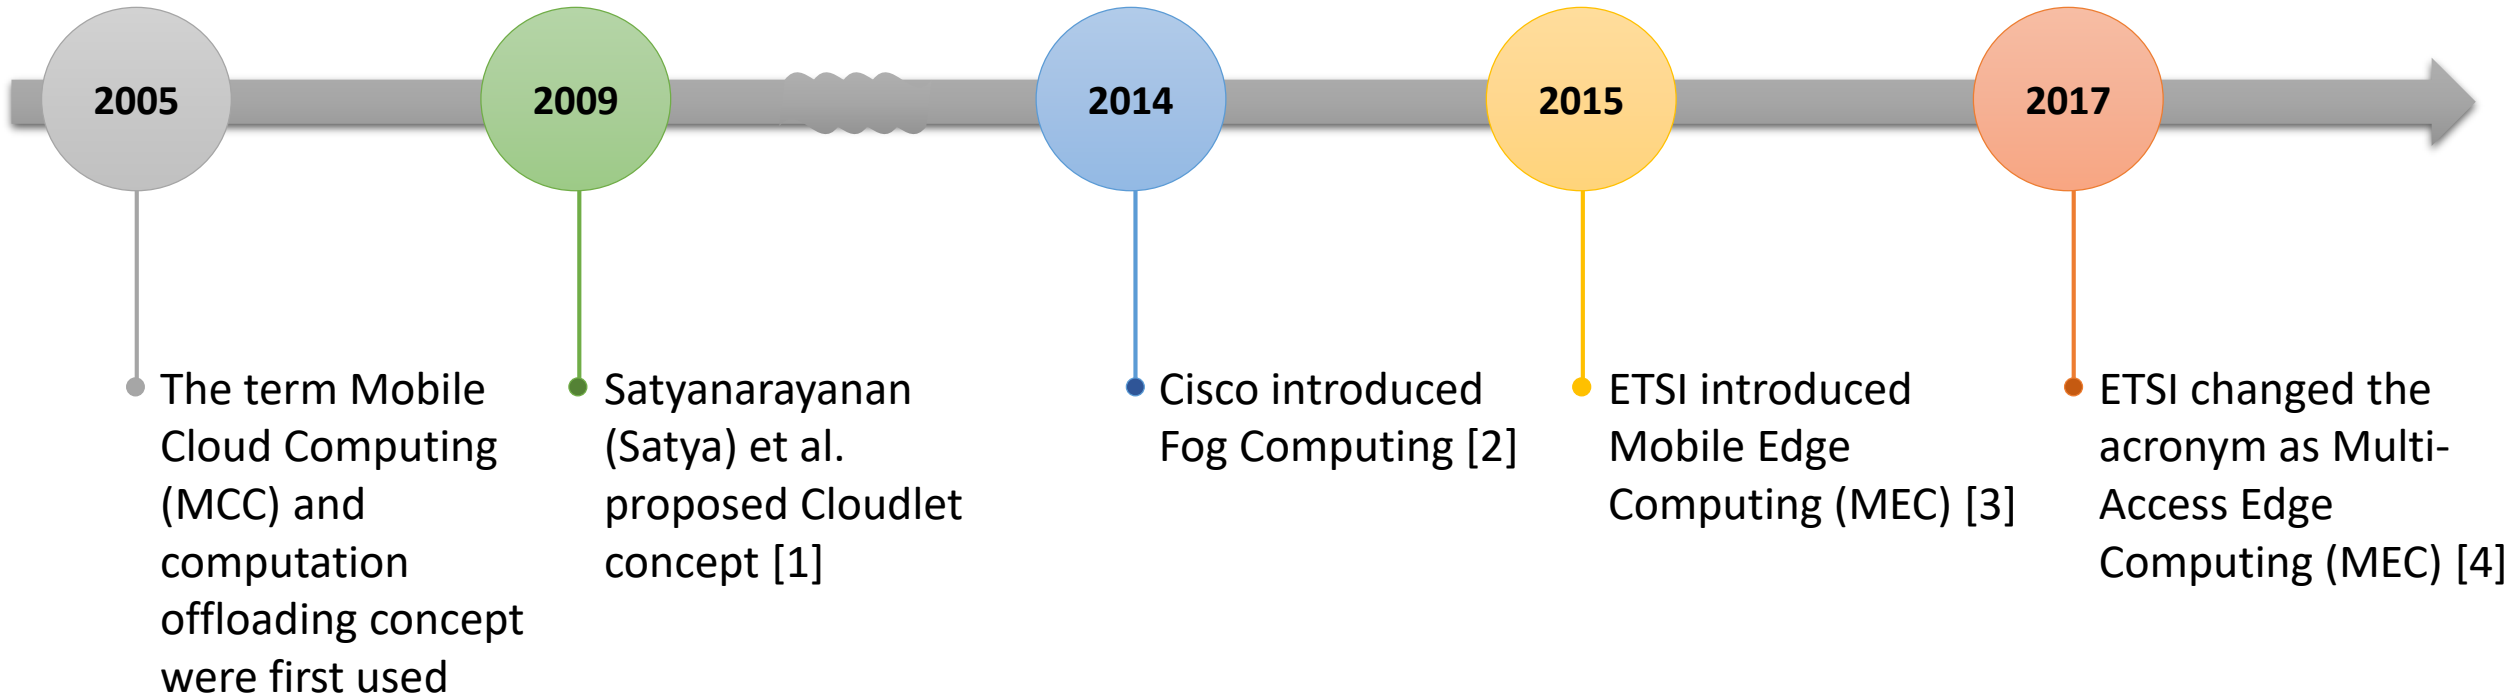 2005
The term Mobile
Cloud Computing
(MCC) and
computation
offloading concept
were first used
2009
Satyanarayanan
(Satya) et al.
proposed Cloudlet
concept [1]
2014
Cisco introduced
Fog Computing [2]
2015
ETSI introduced
Mobile Edge
Computing (MEC) [3]
2017
ETSI changed the
acronym as Multi-
Access Edge
Computing (MEC) [4]